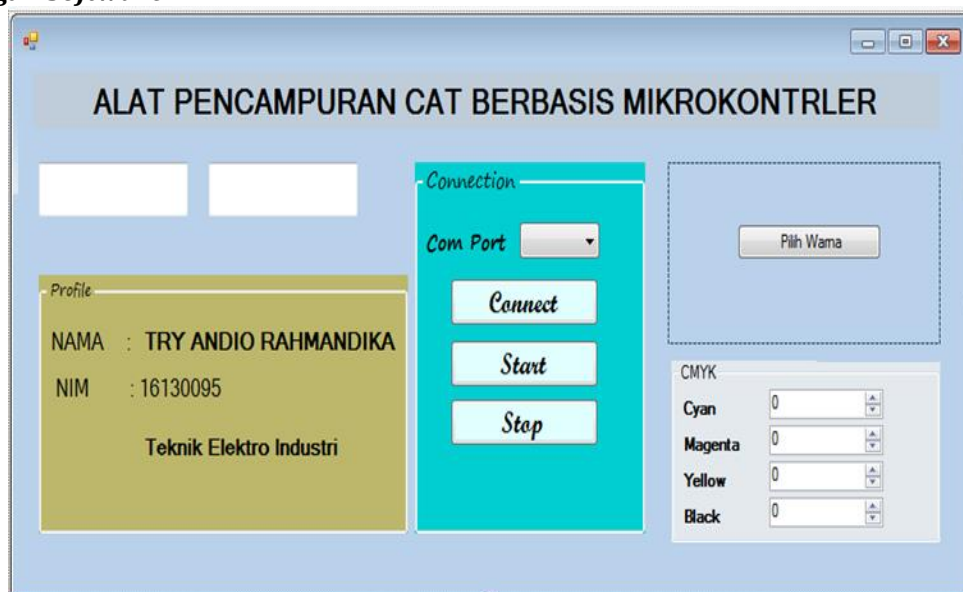 ALAT PENCAMPURAN CAT BERBASIS MIKROKONTRLER
Connection
Com Port
Connect
Start
Stop
Pilih Warna
Profile
NAMA : TRY ANDIO RAHMANDIKA
NIM : 16130095
Teknik Elektro Industri
CMYK
Cyan 0
Magenta 0
Yellow 0
Black 0